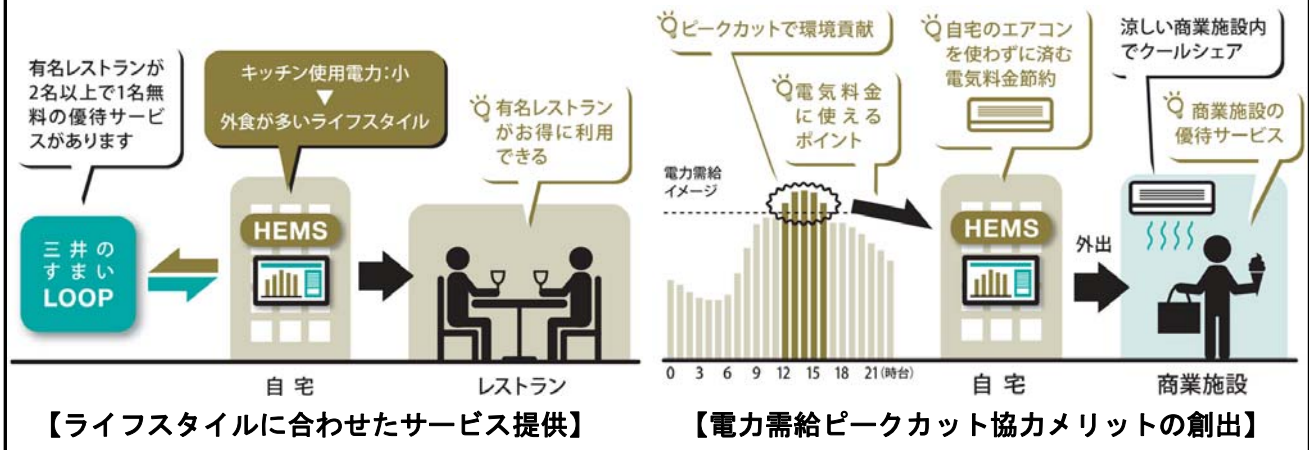 有名レストランが
2名以上で1名無
料の優待サービ
スがあります
キッチン使用電力:小
▼
外食が多いライフスタイル
有名レストラン
がお得に利用
できる
三井の
すまい
LOOP
HEMS
自宅
レストラン
【ライフスタイルに合わせたサービス提供】
ピークカットで環境貢献
電気料金
に使える
ポイント
自宅のエアコン
を使わずに済む
電気料金節約
涼しい商業施設内
でクールシェア
商業施設の
優待サービス
電力需給
イメージ
0 3 6 9 12 15 18 21(時台)
HEMS
外出
自宅
商業施設
【電力需給ピークカット協力メリットの創出】